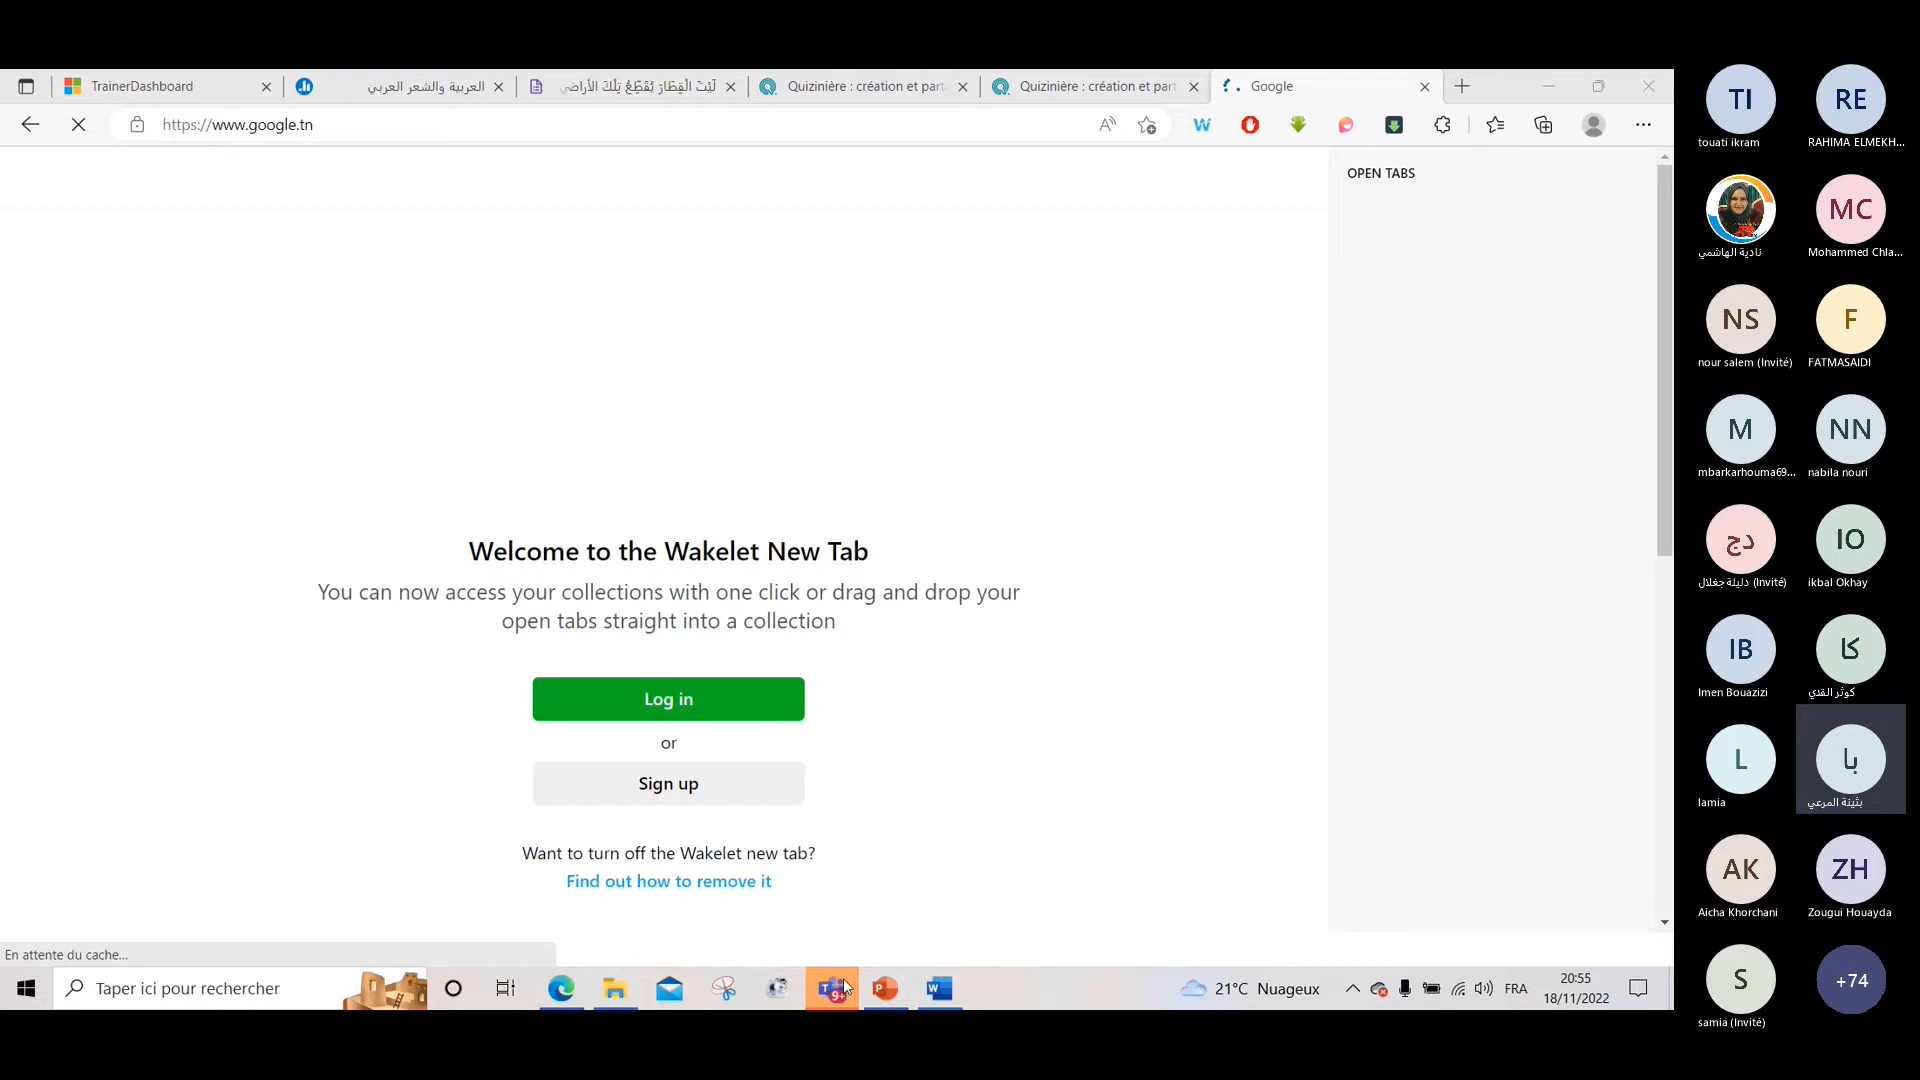 TrainerDashboard
العربية والشعر العربي
لَيْتَ الْقِطَارَ يُقَطِّعُ تِلْكَ الأراضي
Quizinière : création et part
Quizinière : création et part
Google
https://www.google.tn
OPEN TABS
Welcome to the Wakelet New Tab
You can now access your collections with one click or drag and drop your
open tabs straight into a collection
Log in
or
Sign up
Want to turn off the Wakelet new tab?
Find out how to remove it
En attente du cache...
Taper ici pour rechercher
9+
21°C Nuageux
FRA
20:55
18/11/2022
TI
touati ikram
RE
RAHIMA ELMEKH...
نادية الهاشمي
MC
Mohammed Chla...
NS
nour salem (Invité)
F
FATMASAIDI
M
mbarkarhouma69...
NN
nabila nouri
دج
دليلة جغلال (Invité)
IO
ikbal Okhay
IB
Imen Bouazizi
كا
كوثر القدي
L
lamia
با
بثينة المرعي
AK
Aicha Khorchani
ZH
Zougui Houayda
S
samia (Invité)
+74